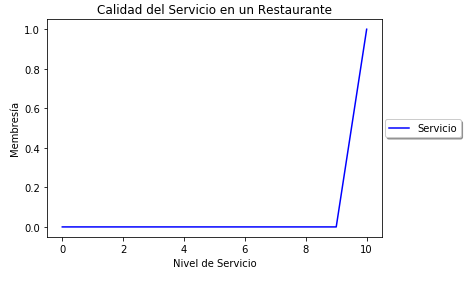 Calidad del Servicio en un Restaurante
1.0
0.8
0.6
0.4
0.2
0.0
Membresía
Servicio
0 2 4 6 8 10
Nivel de Servicio